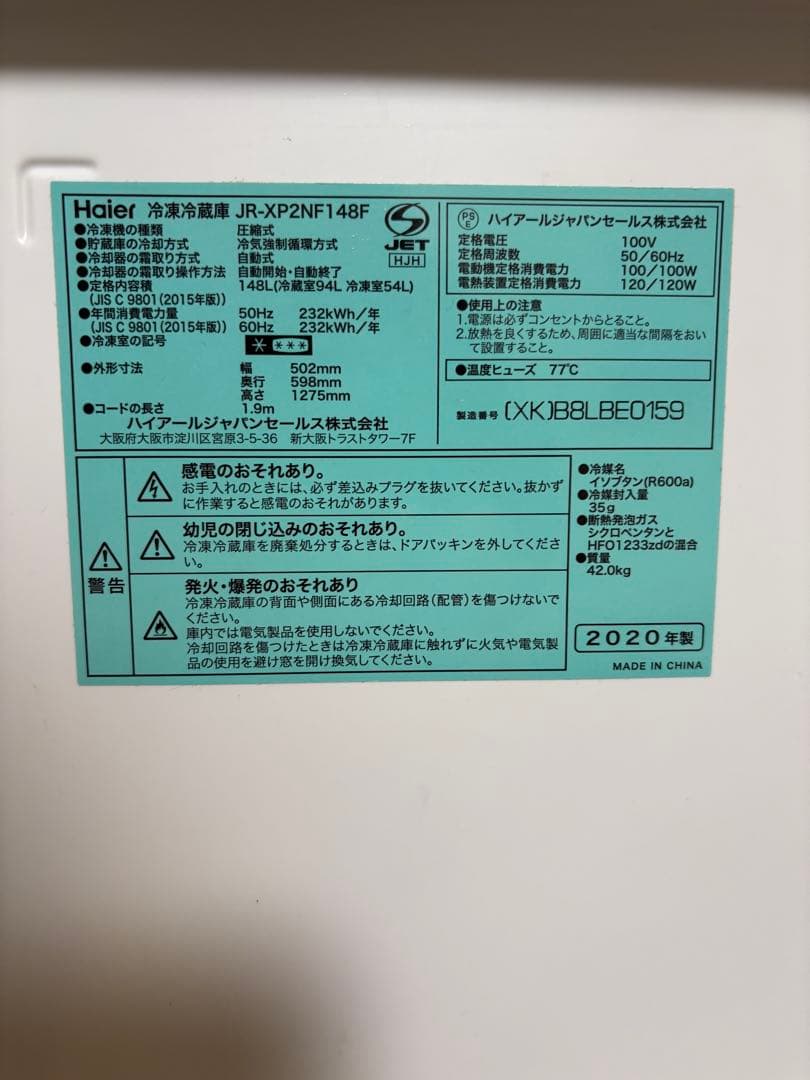 Haier 冷凍冷蔵庫 JR-XP2NF148F
●冷凍機の種類 圧縮式
●貯蔵庫の冷却方式 冷気強制循環方式
●冷却器の霜取り方式 自動式
●冷却器の霜取り操作方法 自動開始・自動終了
●定格内容積 148L(冷蔵室94L 冷凍室54L)
(JIS C 9801(2015年版))
●年間消費電力量 50Hz 232kWh/年
(JIS C 9801(2015年版)) 60Hz 232kWh/年
●冷凍室の記号
●外形寸法 幅 502mm
奥行 598mm
高さ 1275mm
●コードの長さ 1.9m
ハイアールジャパンセールス株式会社
大阪府大阪市淀川区宮原3-5-36 新大阪トラストタワー7F
JET
HJH
PS
E
ハイアールジャパンセールス株式会社
定格電圧 100V
定格周波数 50/60Hz
電動機定格消費電力 100/100W
電熱装置定格消費電力 120/120W
●使用上の注意
1.電源は必ずコンセントからとること。
2.放熱を良くするため、周囲に適当な間隔をおい
て設置すること。
●温度ヒューズ 77℃
製造番号 (XK)B8LBE0159
警告
感電のおそれあり。
お手入れのときには、必ず差込みプラグを抜いてください。抜かず
に作業すると感電のおそれがあります。
幼児の閉じ込みのおそれあり。
冷凍冷蔵庫を廃棄処分するときは、ドアパッキンを外してくださ
い。
発火・爆発のおそれあり
冷凍冷蔵庫の背面や側面にある冷却回路(配管)を傷つけないで
ください。
庫内では電気製品を使用しないでください。
冷却回路を傷つけたときは冷凍冷蔵庫に触れずに火気や電気製
品の使用を避け窓を開け換気してください。
●冷媒名
イソブタン(R600a)
●冷媒封入量
35g
●断熱発泡ガス
シクロペンタンと
HFO1233zdの混合
●質量
42.0kg
2020年製
MADE IN CHINA